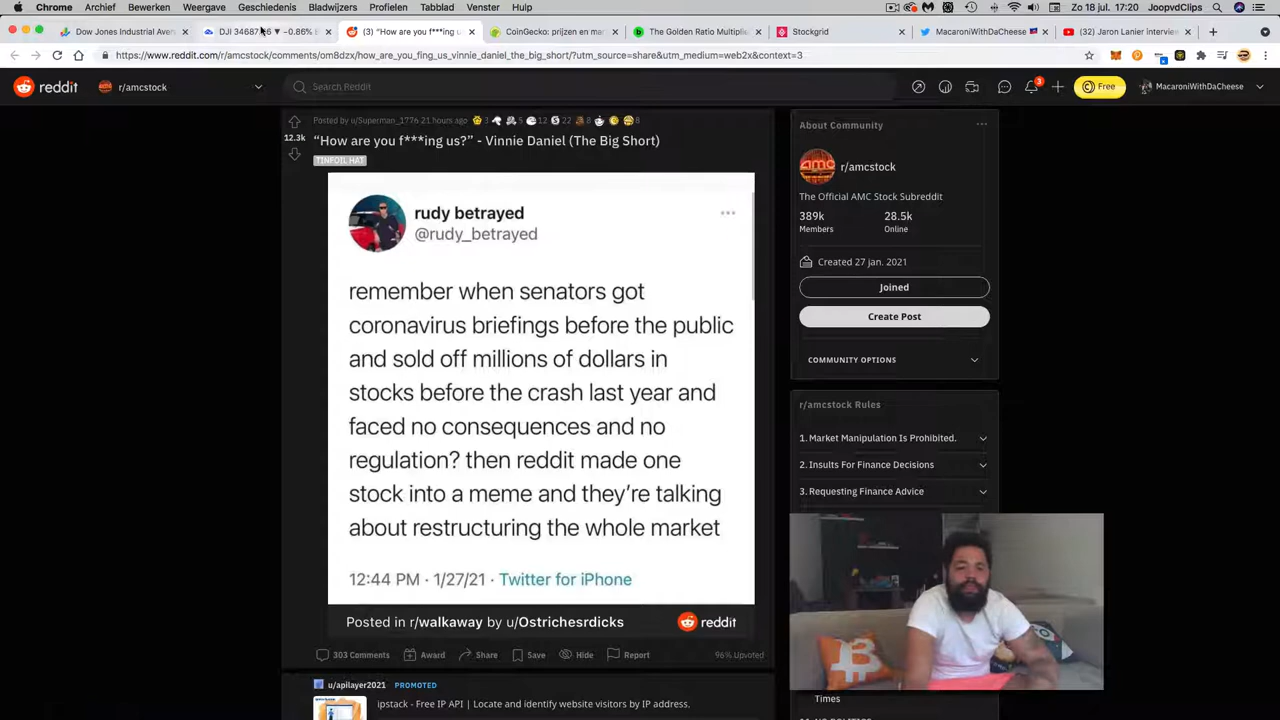 Chrome Archief Bewerken Weergave Geschiedenis Bladwijzers Profielen Tabblad Venster Help
Zo 18 jul. 17:20 JoopvdClips
Dow Jones Industrial Aver
DJI 34687. 6 ▼ −0.86%
(3) “How are you f***ing us
CoinGecko: prijzen en mar
The Golden Ratio Multiplie
Stockgrid
MacaroniWithDaCheese
(32) Jaron Lanier Interview
https://www.reddit.com/r/amcstock/comments/om8dzx/how_are_you_fing_us_vinnie_daniel_the_big_short/?utm_source=share&utm_medium=web2x&context=3
reddit
r/amcstock
Search Reddit
3
Free
MacaroniWithDaCheese
Posted by u/Superman_1776 21 hours ago 3 5 12 22 8 8
12.3k
“How are you f***ing us?” - Vinnie Daniel (The Big Short)
TINFOIL HAT
rudy betrayed
@rudy_betrayed
remember when senators got
coronavirus briefings before the public
and sold off millions of dollars in
stocks before the crash last year and
faced no consequences and no
regulation? then reddit made one
stock into a meme and they’re talking
about restructuring the whole market
12:44 PM · 1/27/21 · Twitter for iPhone
Posted in r/walkaway by u/Ostrichesrdicks
reddit
303 Comments Award Share Save Hide Report
96% Upvoted
u/apilayer2021 PROMOTED
ipstack - Free IP API | Locate and identify website visitors by IP address.
About Community
amc
r/amcstock
The Official AMC Stock Subreddit
389k
Members
28.5k
Online
Created 27 jan. 2021
Joined
Create Post
COMMUNITY OPTIONS
r/amcstock Rules
1. Market Manipulation Is Prohibited.
2. Insults For Finance Decisions
3. Requesting Finance Advice
Times